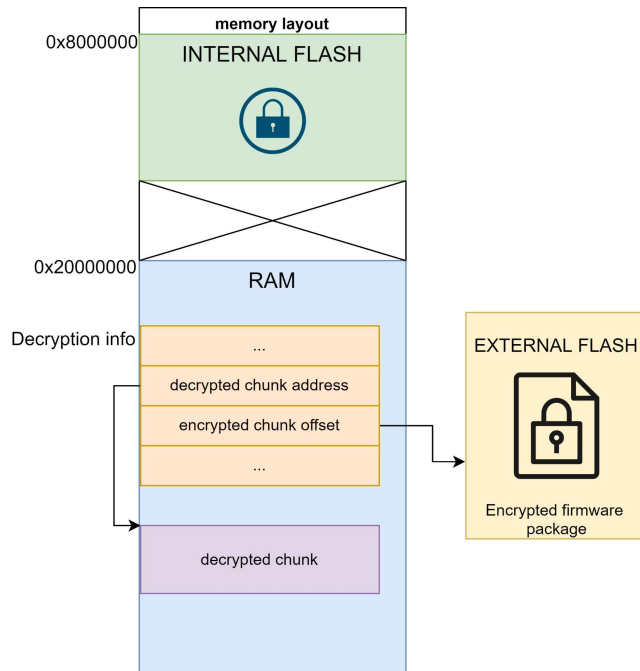 memory layout
0x8000000
INTERNAL FLASH
0x20000000
RAM
Decryption info
...
decrypted chunk address
encrypted chunk offset
...
decrypted chunk
EXTERNAL FLASH
Encrypted firmware
package